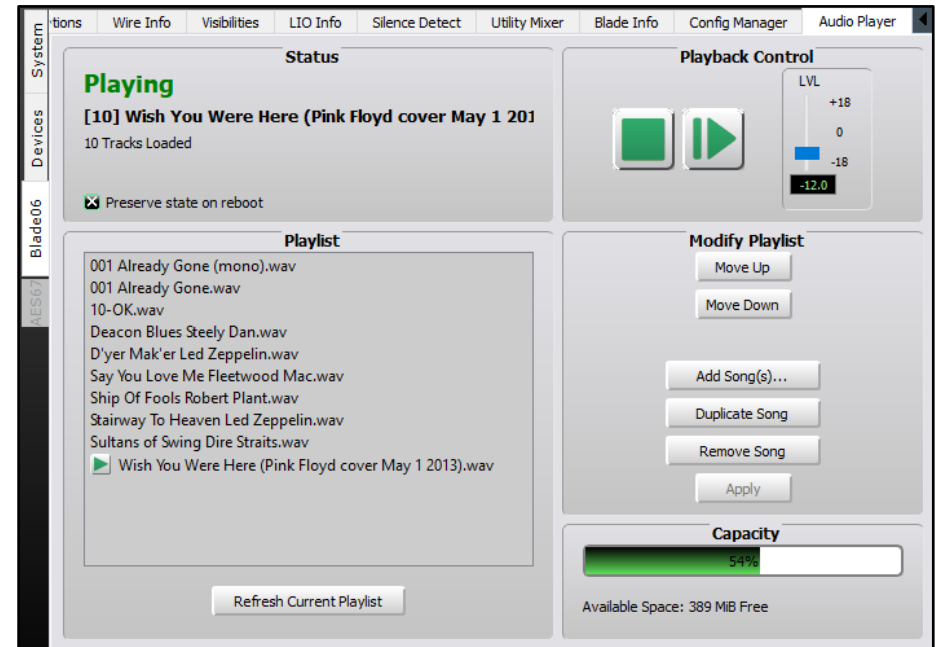 tions Wire Info Visibilities LIO Info Silence Detect Utility Mixer Blade Info Config Manager Audio Player
System
Devices
Blade06
AES67
Status
Playing
[10] Wish You Were Here (Pink Floyd cover May 1 201
10 Tracks Loaded
Preserve state on reboot
Playback Control
LVL
+18
0
-18
-12.0
Playlist
001 Already Gone (mono).wav
001 Already Gone.wav
10-OK.wav
Deacon Blues Steely Dan.wav
D'yer Mak'er Led Zeppelin.wav
Say You Love Me Fleetwood Mac.wav
Ship Of Fools Robert Plant.wav
Stairway To Heaven Led Zeppelin.wav
Sultans of Swing Dire Straits.wav
Wish You Were Here (Pink Floyd cover May 1 2013).wav
Refresh Current Playlist
Modify Playlist
Move Up
Move Down
Add Song(s)...
Duplicate Song
Remove Song
Apply
Capacity
54%
Available Space: 389 MiB Free